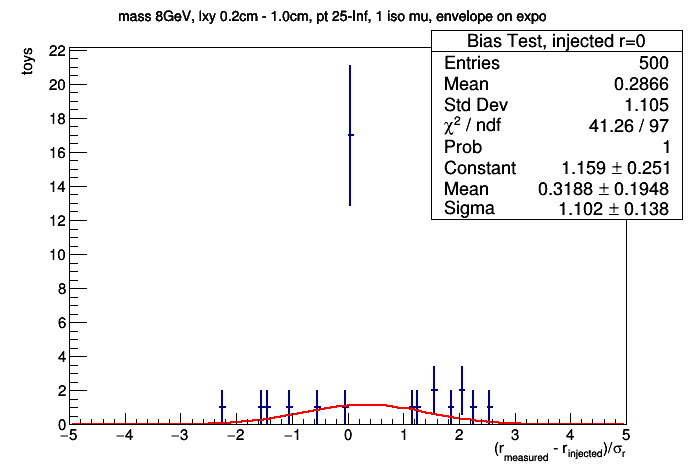 mass 8GeV, lxy 0.2cm - 1.0cm, pt 25-Inf, 1 iso mu, envelope on expo
Bias Test, injected r=0
Entries 500
Mean 0.2866
Std Dev 1.105
χ² / ndf 41.26 / 97
Prob 1
Constant 1.159 ± 0.251
Mean 0.3188 ± 0.1948
Sigma 1.102 ± 0.138
toys
22
20
18
16
14
12
10
8
6
4
2
0
−5 −4 −3 −2 −1 0 1 2 3 4 5
(r_measured - r_injected)/σ_r